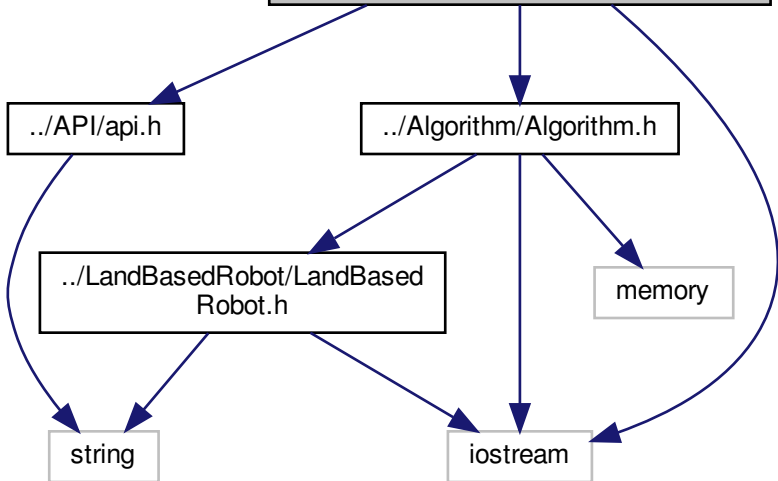 ../API/api.h
../Algorithm/Algorithm.h
../LandBasedRobot/LandBased
Robot.h
memory
string
iostream